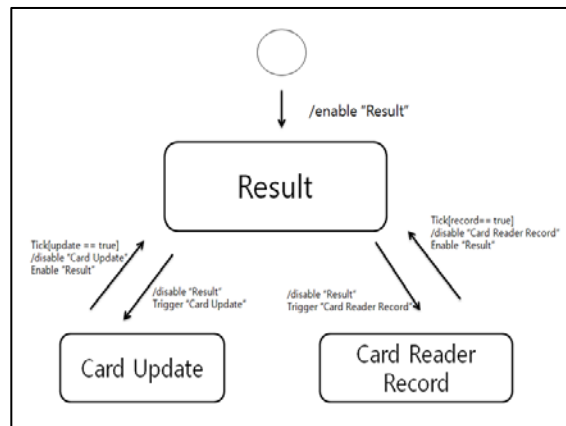 /enable "Result"
Result
Tick[update == true]
/disable "Card Update"
Enable "Result"
/disable "Result"
Trigger "Card Update"
/disable "Result"
Trigger "Card Reader Record"
Tick[record== true]
/disable "Card Reader Record"
Enable "Result"
Card Update
Card Reader
Record